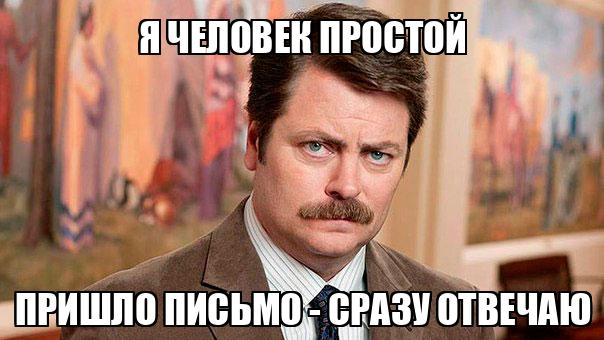 Я ЧЕЛОВЕК ПРОСТОЙ
ПРИШЛО ПИСЬМО - СРАЗУ ОТВЕЧАЮ